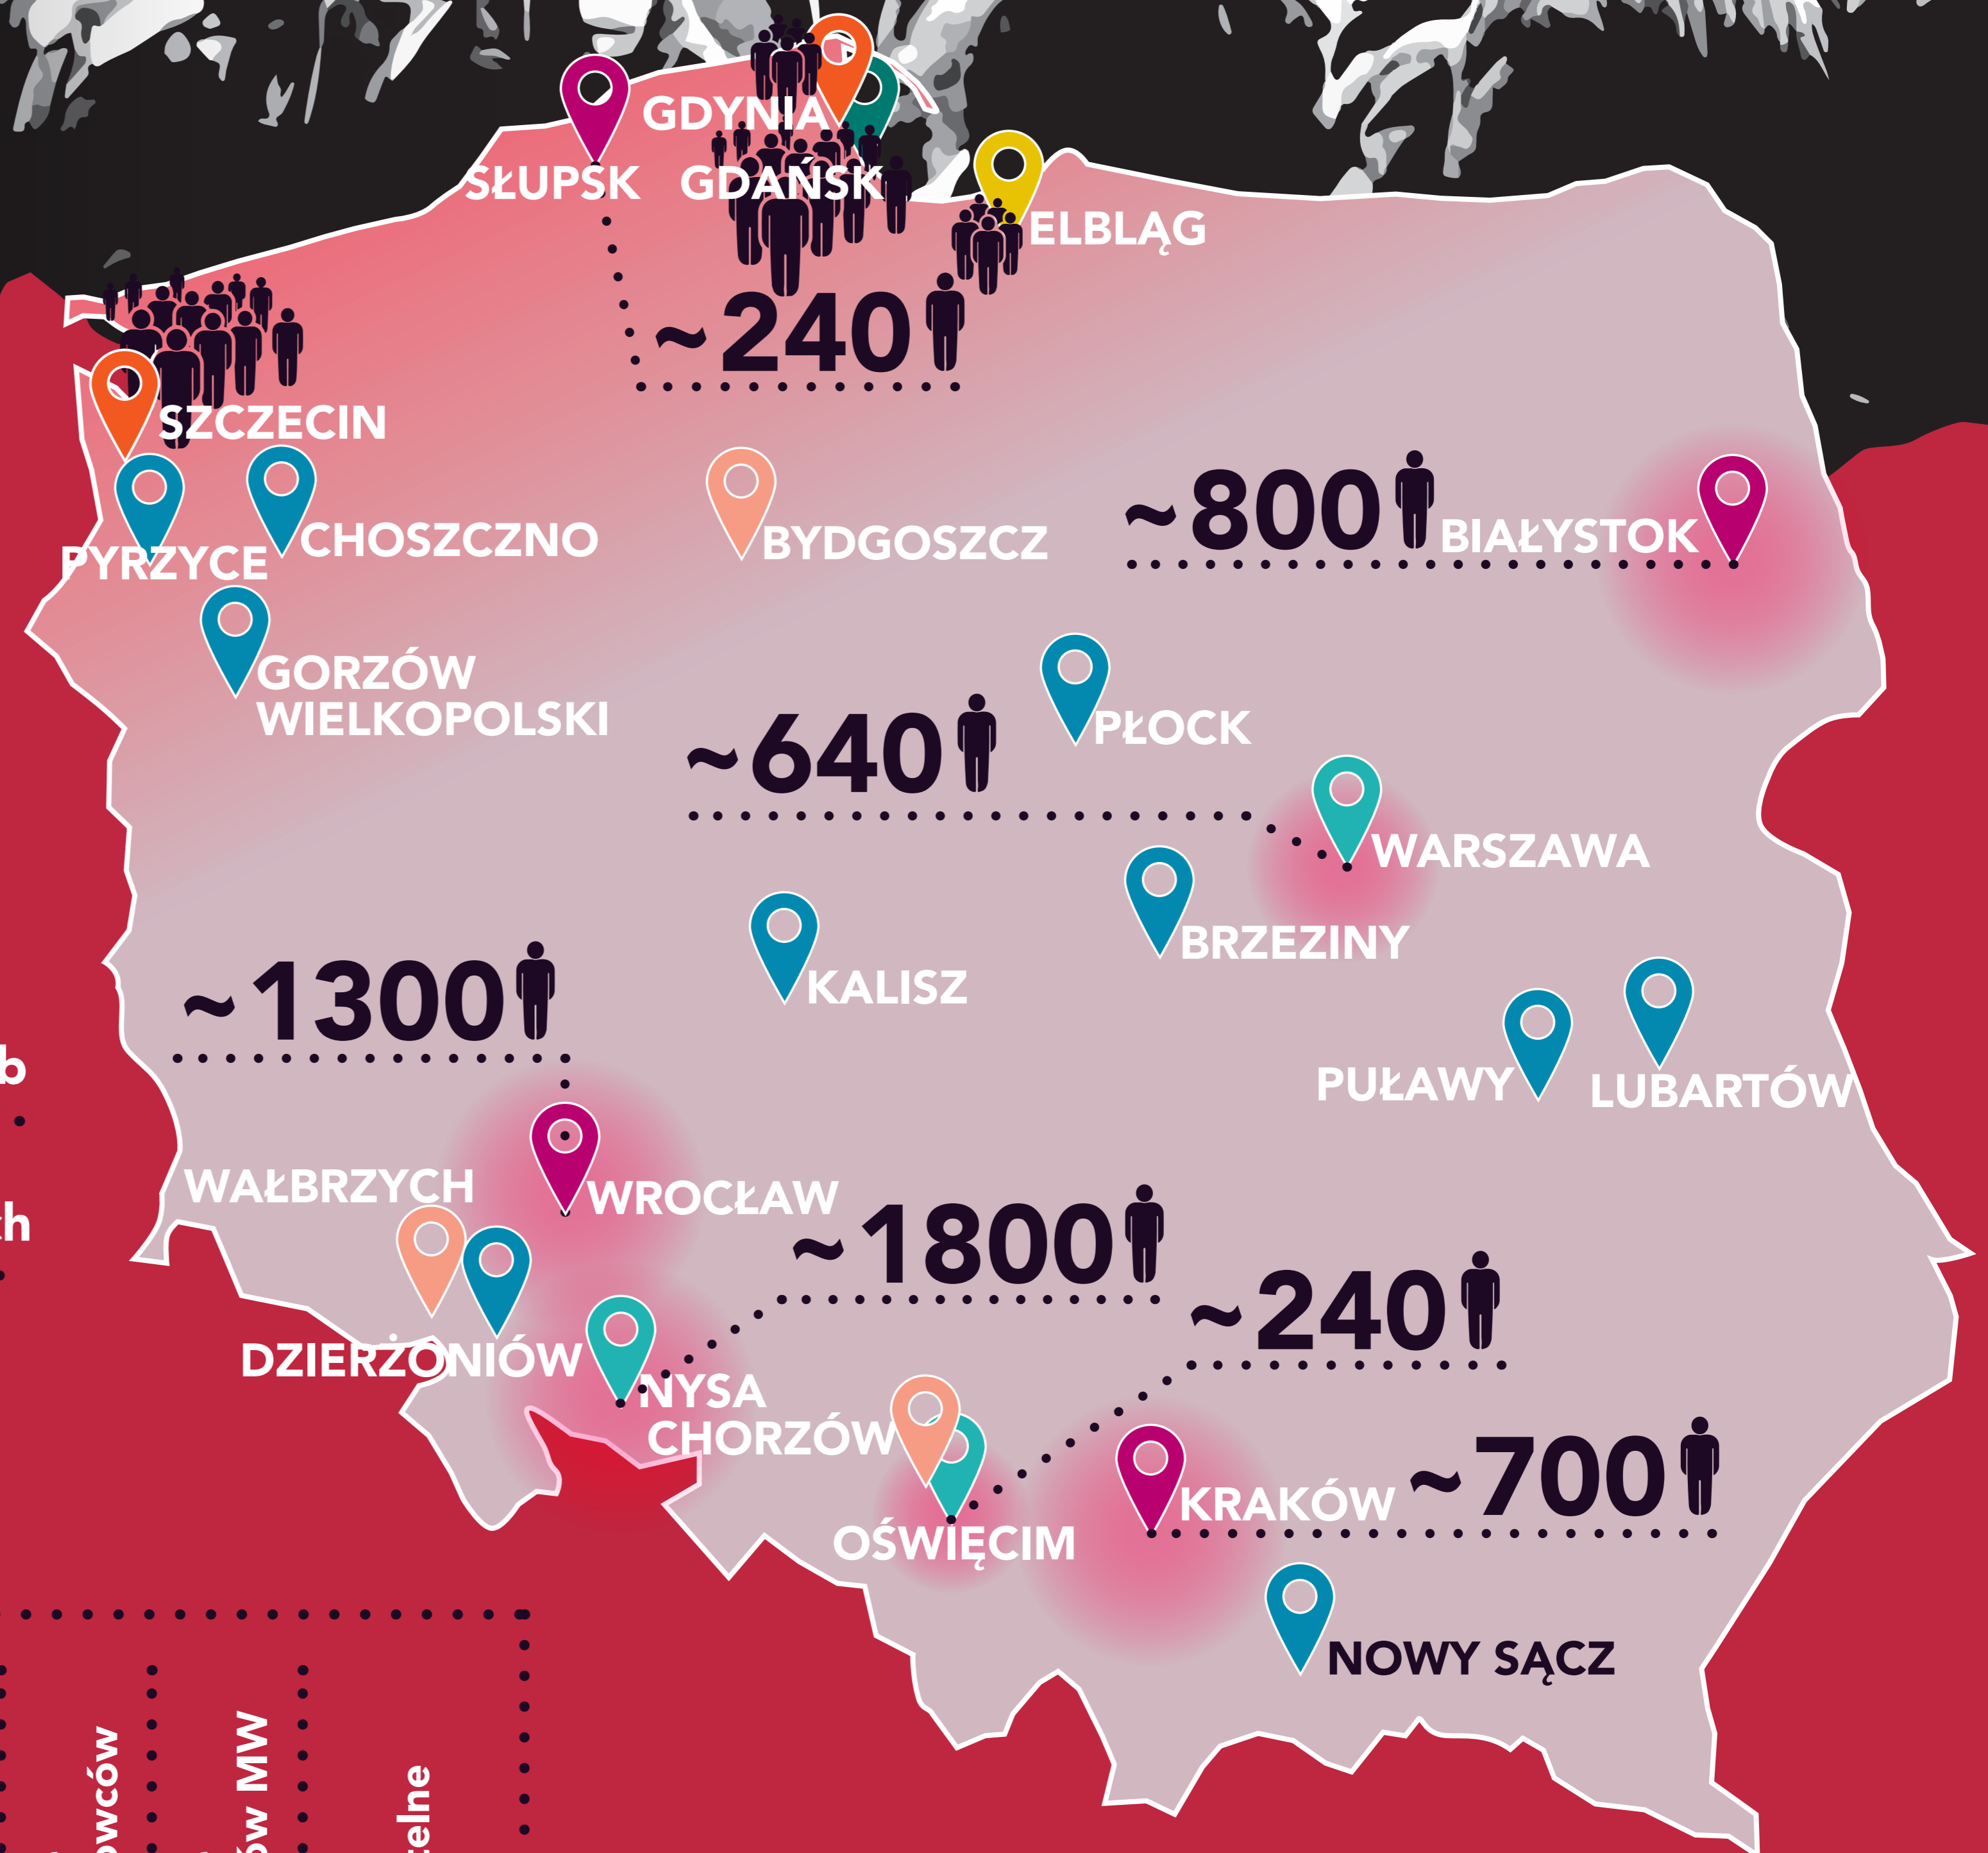 GDYNIA
SŁUPSK
GDAŃSK
ELBLĄG
~240
SZCZECIN
~800
BIAŁYSTOK
PYRZYCE
CHOSZCZNO
BYDGOSZCZ
GORZÓW
WIELKOPOLSKI
~640
PŁOCK
WARSZAWA
BRZEZINY
KALISZ
~1300
PUŁAWY
LUBARTÓW
WAŁBRZYCH
WROCŁAW
~1800
~240
DZIERŻONIÓW
NYSA
CHORZÓW
KRAKÓW
~700
OŚWIĘCIM
NOWY SĄCZ
MW